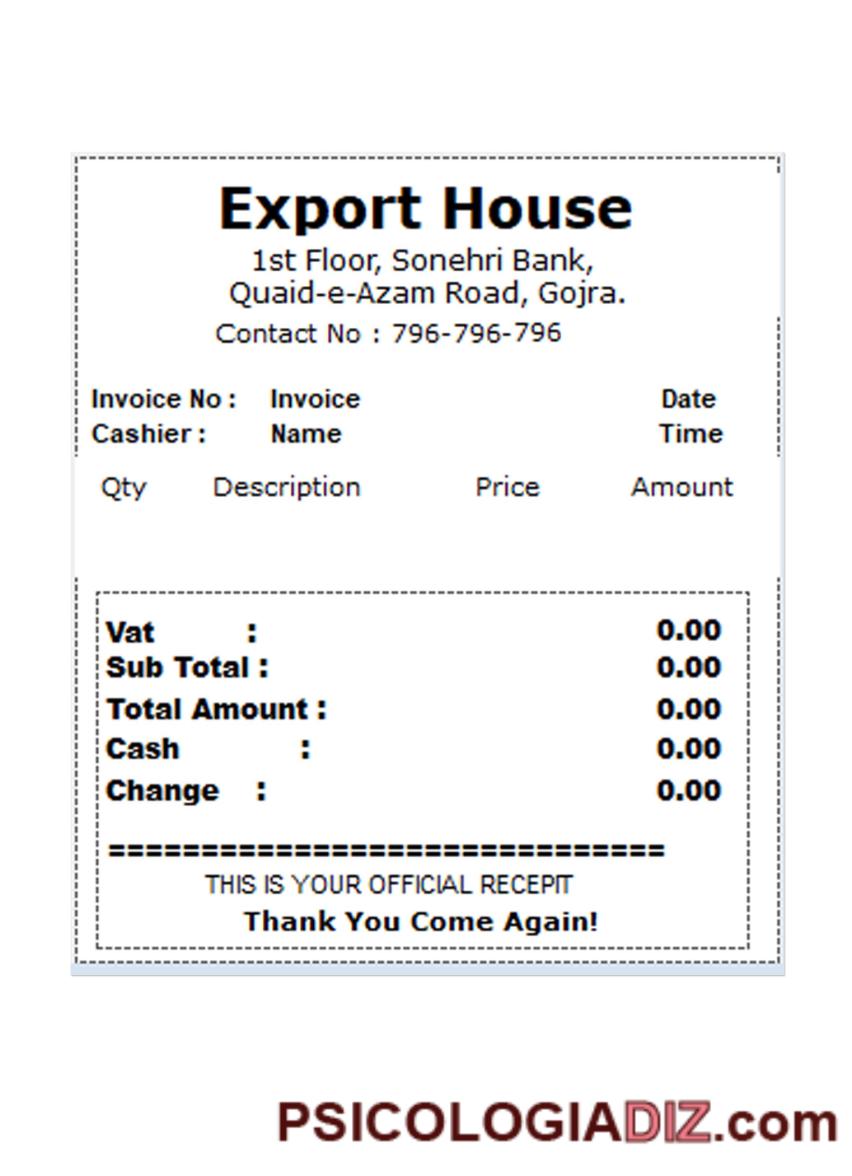 Export House
1st Floor, Sonehri Bank,
Quaid-e-Azam Road, Gojra.
Contact No : 796-796-796
Invoice No : Invoice Date
Cashier : Name Time
Qty Description Price Amount
Vat : 0.00
Sub Total : 0.00
Total Amount : 0.00
Cash : 0.00
Change : 0.00
==============================
THIS IS YOUR OFFICIAL RECEPIT
Thank You Come Again!
PSICOLOGIADIZ.com